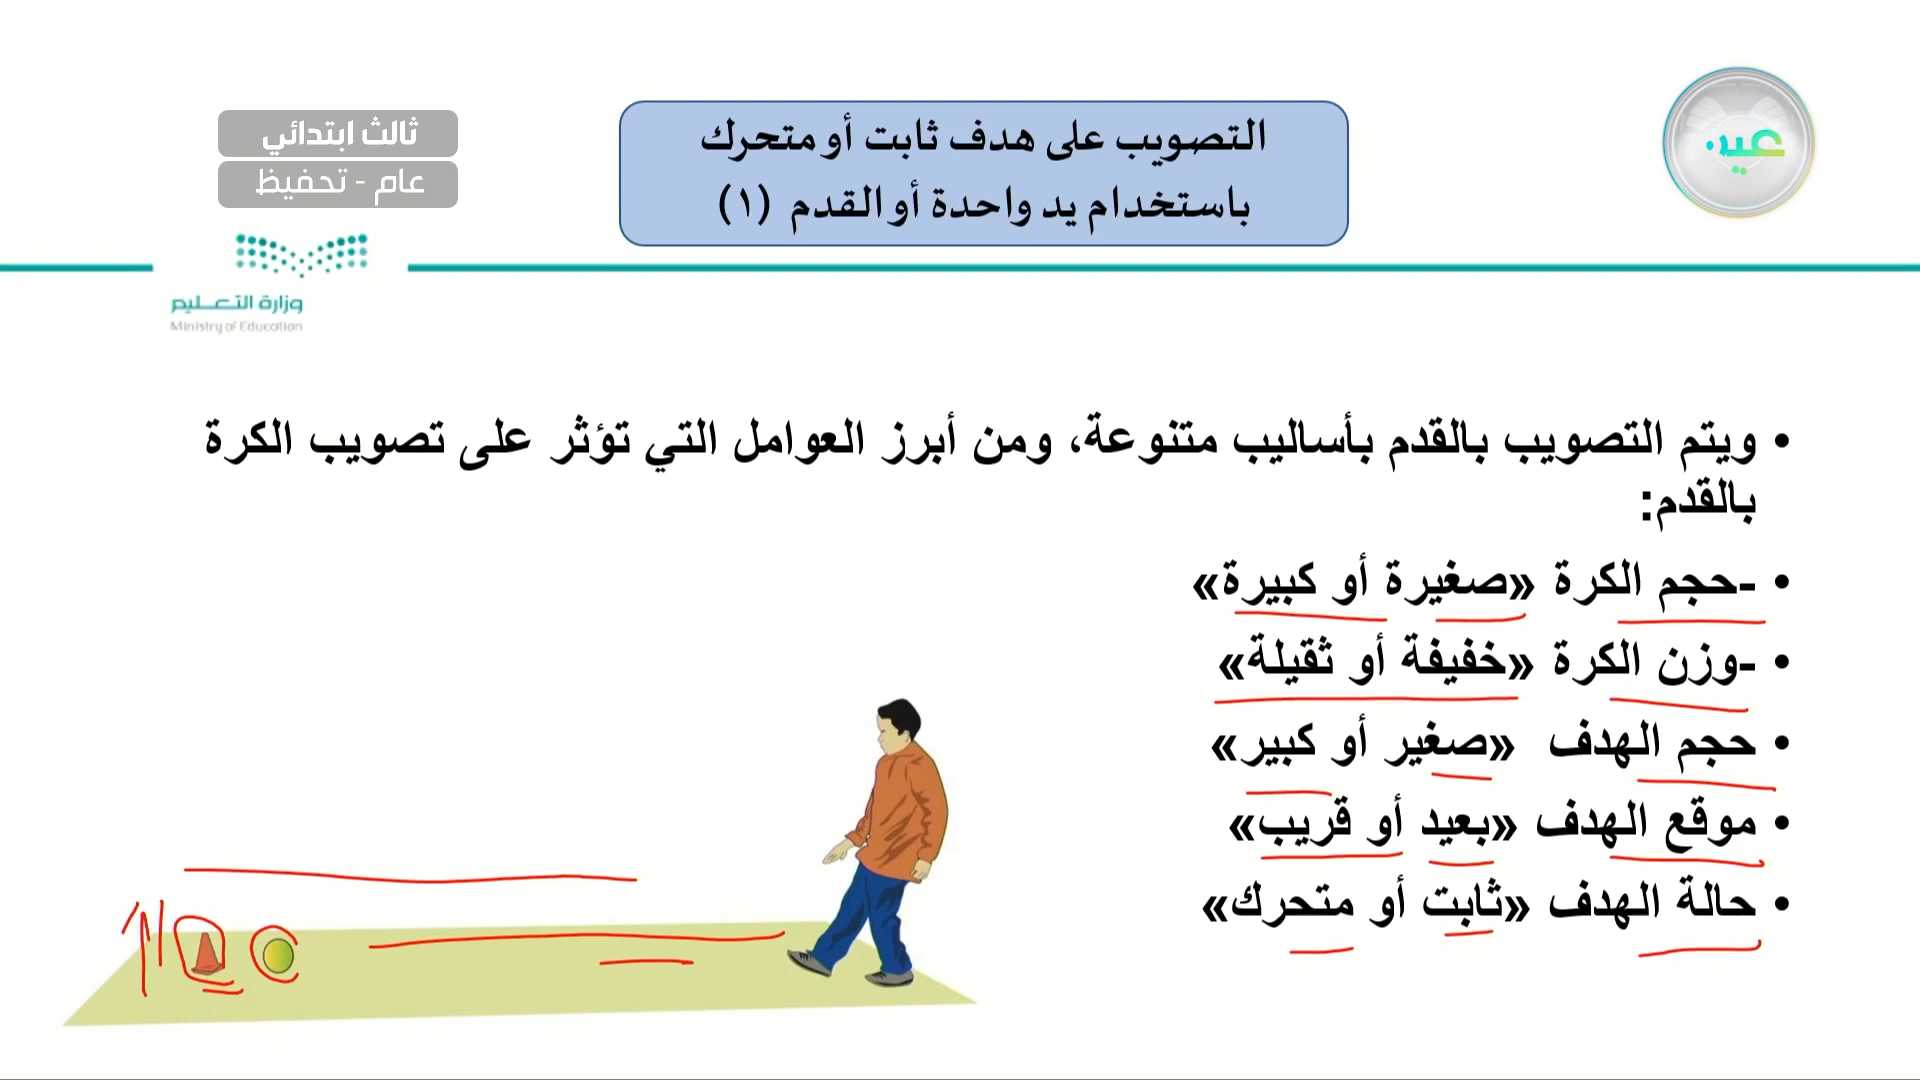 ثالث ابتدائي
عام - تحفيظ
التصويب على هدف ثابت أو متحرك
باستخدام يد واحدة أو القدم (١)
عين
وزارة التعليم
Ministry of Education
• ويتم التصويب بالقدم بأساليب متنوعة، ومن أبرز العوامل التي تؤثر على تصويب الكرة
بالقدم:
• -حجم الكرة «صغيرة أو كبيرة»
• -وزن الكرة «خفيفة أو ثقيلة»
• حجم الهدف «صغير أو كبير»
• موقع الهدف «بعيد أو قريب»
• حالة الهدف «ثابت أو متحرك»